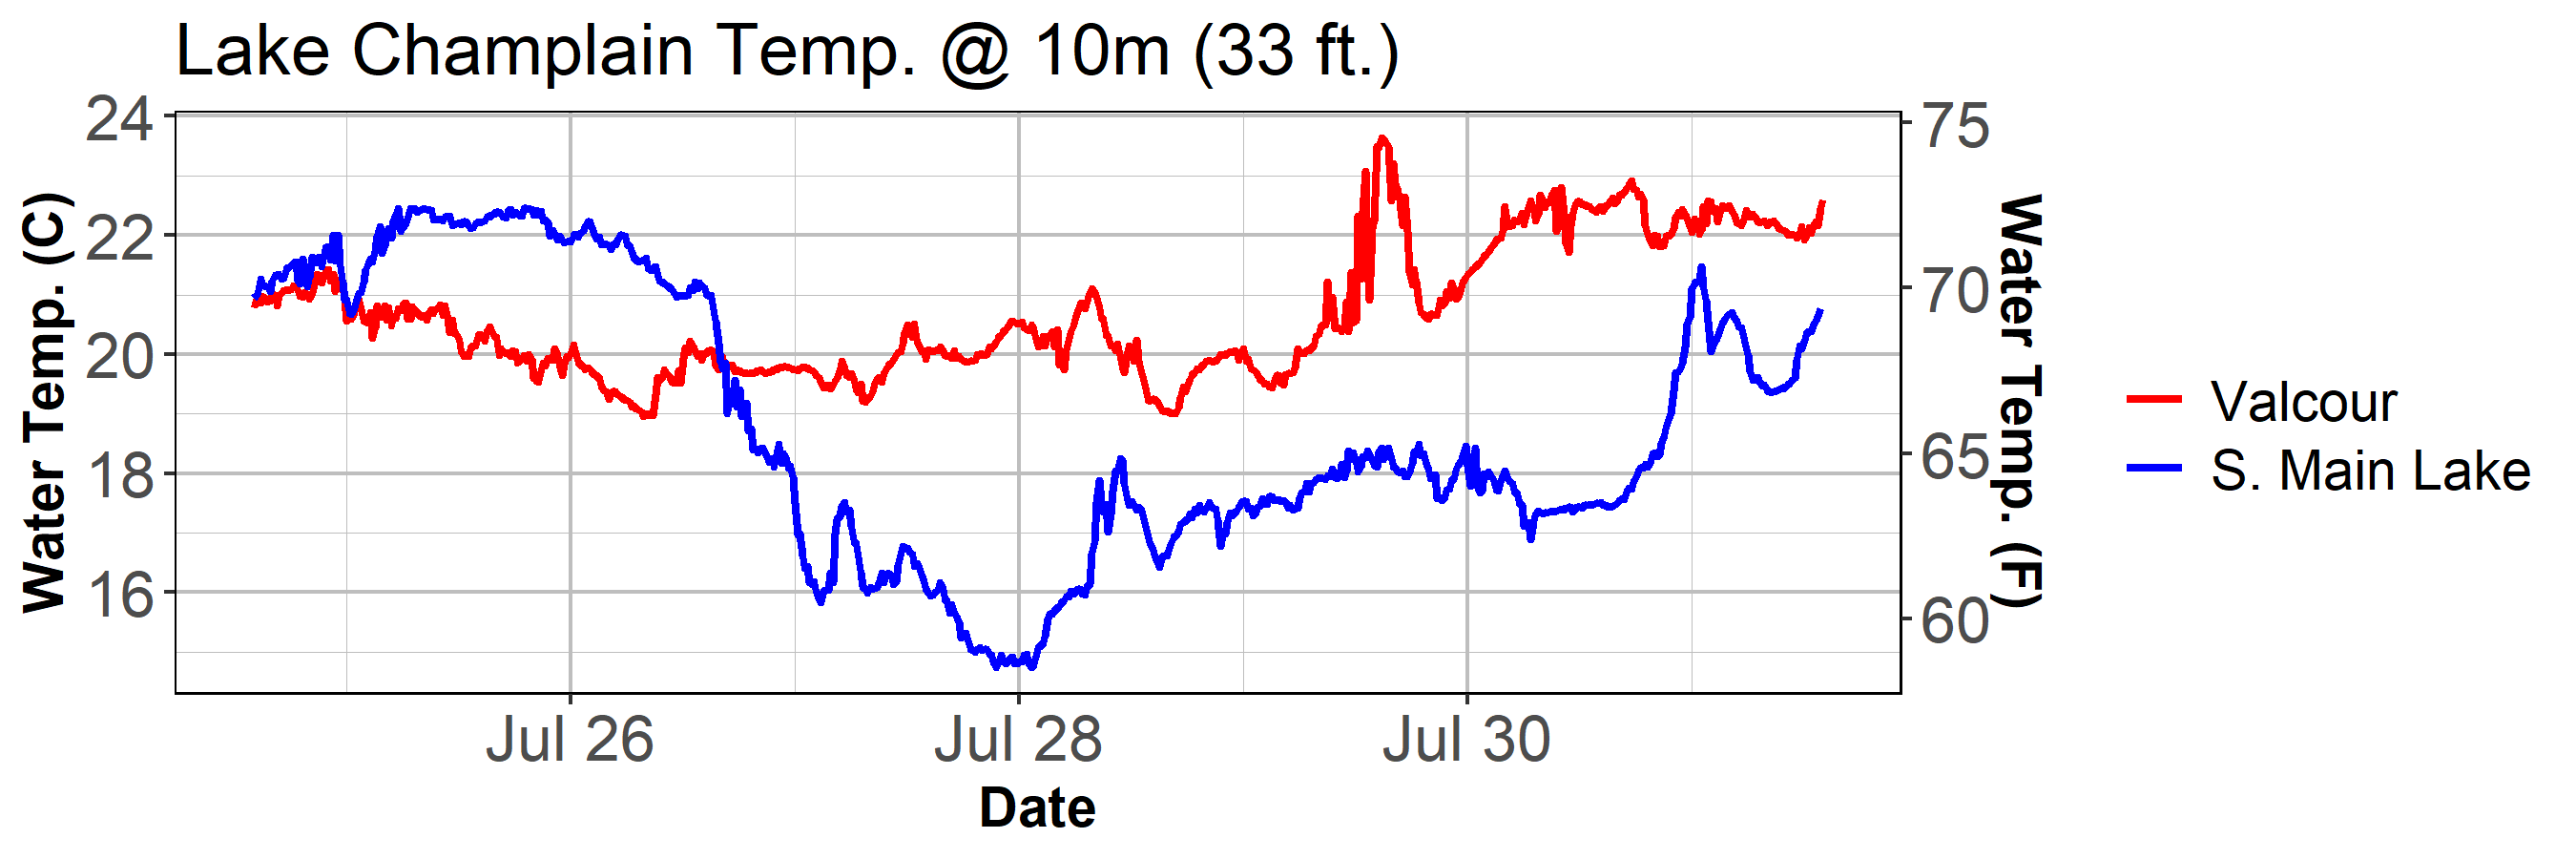 Lake Champlain Temp. @ 10m (33 ft.)
Water Temp. (C)
24
22
20
18
16
75
70
65
60
Water Temp. (F)
Jul 26 Jul 28 Jul 30
Date
Valcour
S. Main Lake